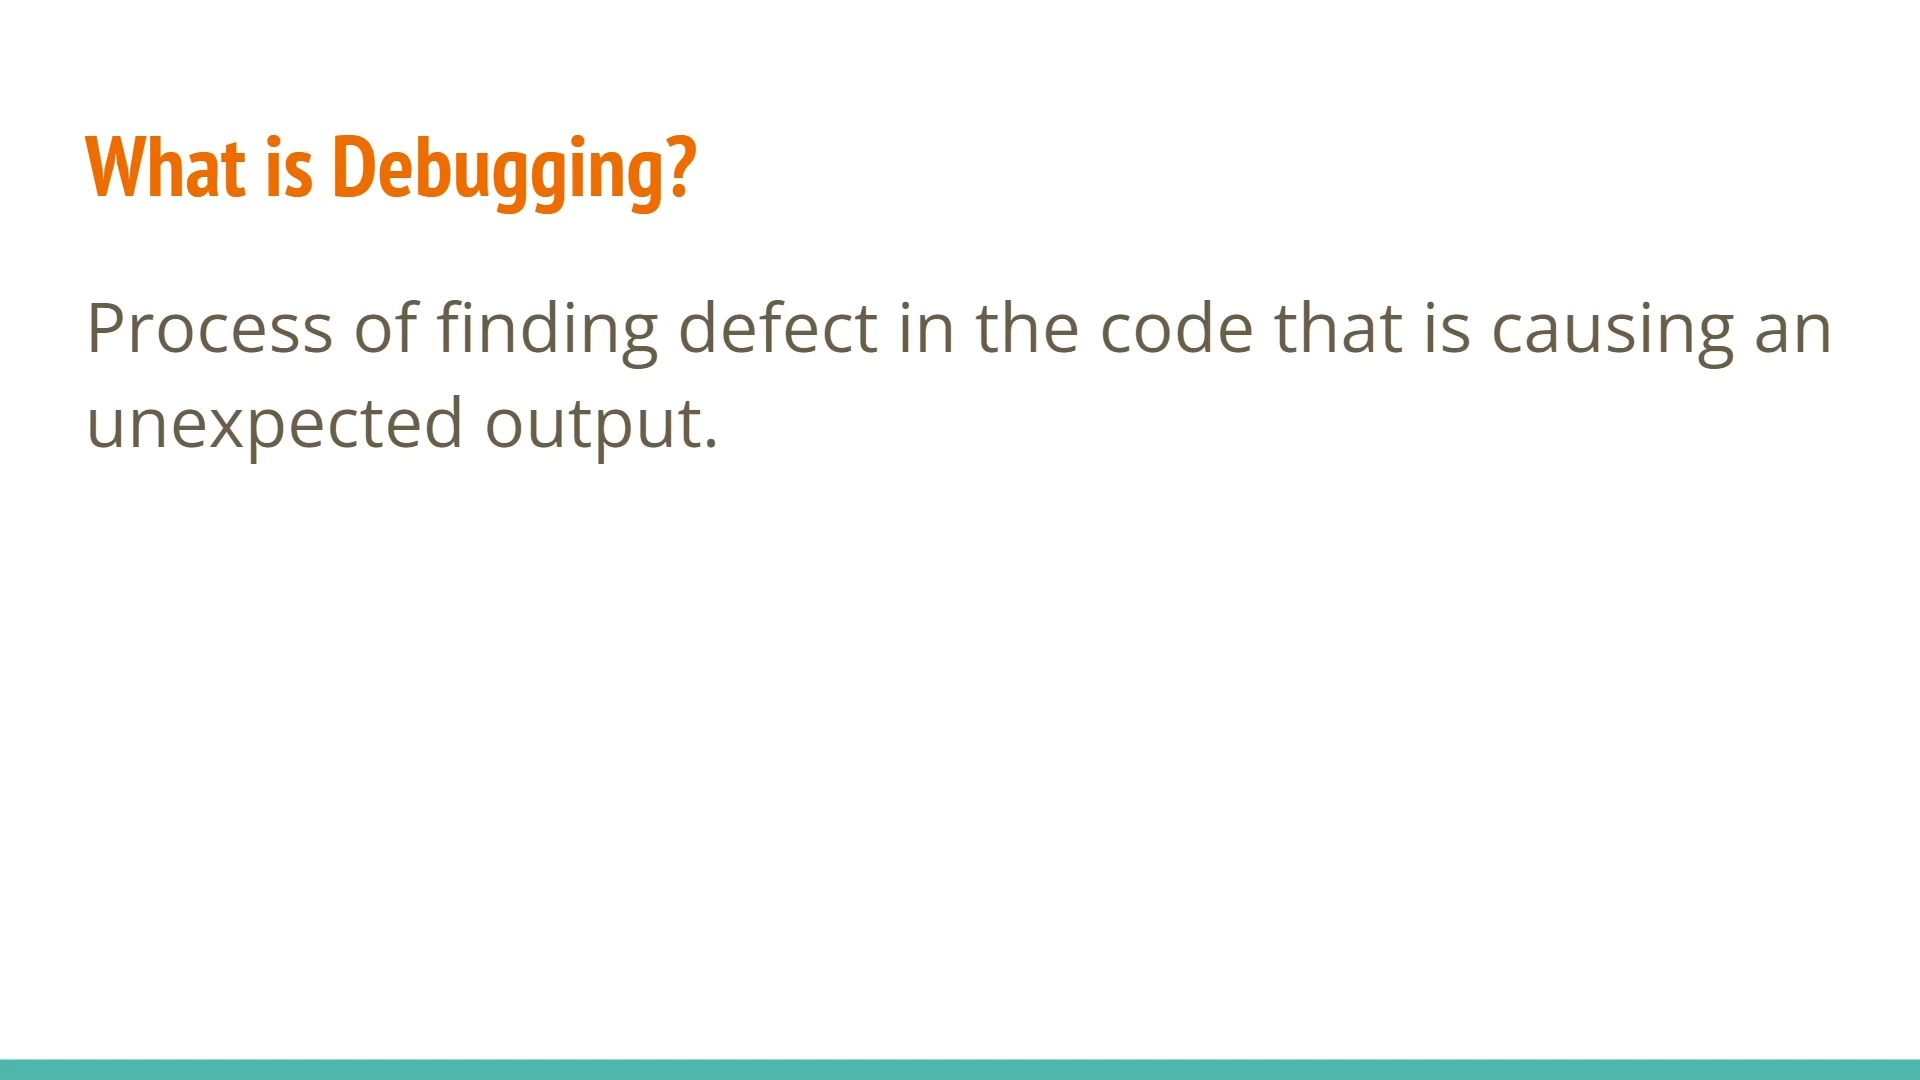 What is Debugging?
Process of finding defect in the code that is causing an
unexpected output.